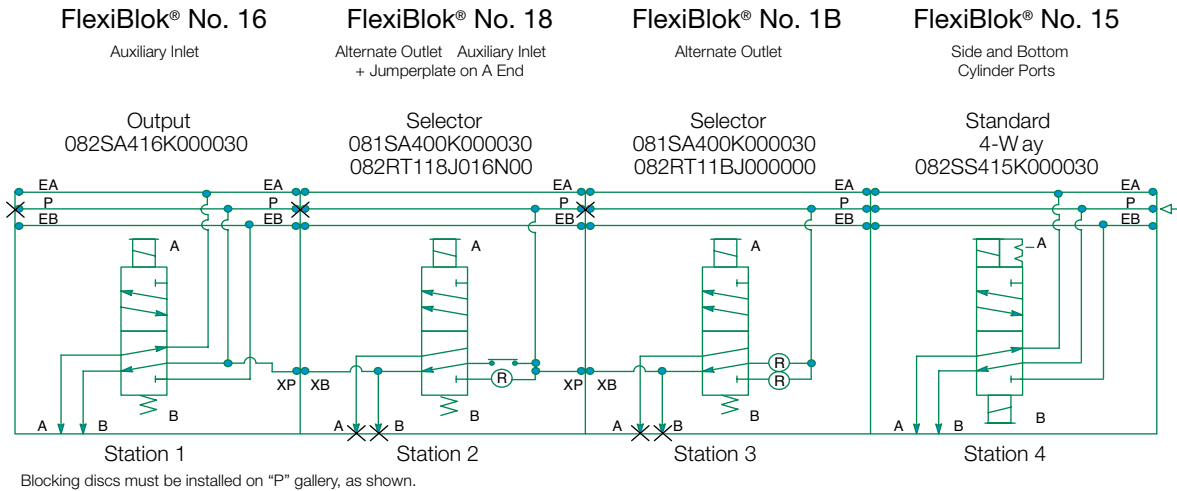 FlexiBlok® No. 16 FlexiBlok® No. 18 FlexiBlok® No. 1B FlexiBlok® No. 15
Auxiliary Inlet Alternate Outlet Auxiliary Inlet Alternate Outlet Side and Bottom
+ Jumperplate on A End Cylinder Ports
Output Selector Selector Standard
082SA416K000030 081SA400K000030 081SA400K000030 4-Way
082RT118J016N00 082RT11BJ000000 082SS415K000030
EA EA EA EA EA
P P P P P
EB EB EB EB EB
A A A A
R R
XP XB R XP XB R
B B B B
A B A B A B A B
Station 1 Station 2 Station 3 Station 4
Blocking discs must be installed on “P” gallery, as shown.